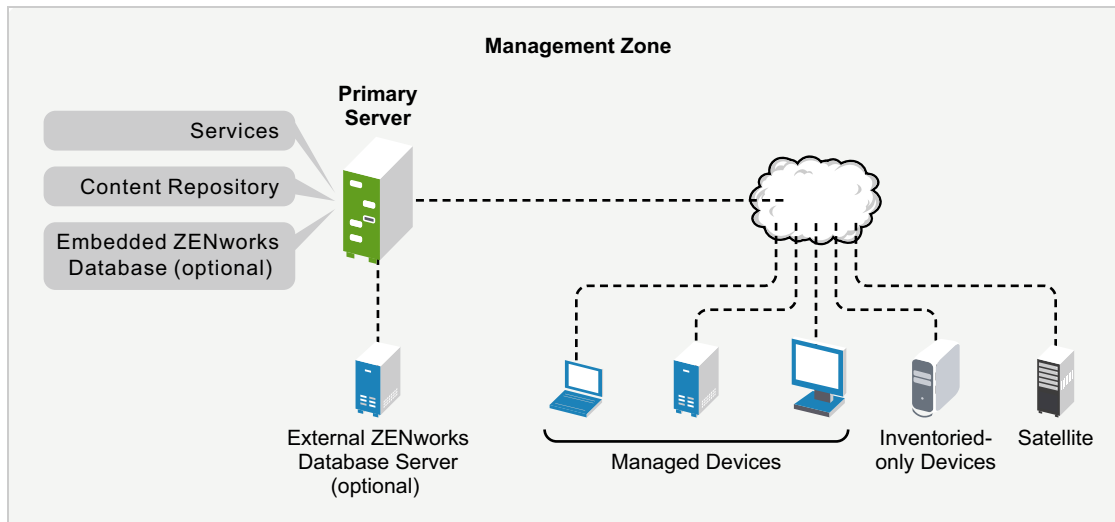 Management Zone
Primary
Server
Services
Content Repository
Embedded ZENworks
Database (optional)
External ZENworks
Database Server
(optional)
Managed Devices
Inventoried-
only Devices
Satellite